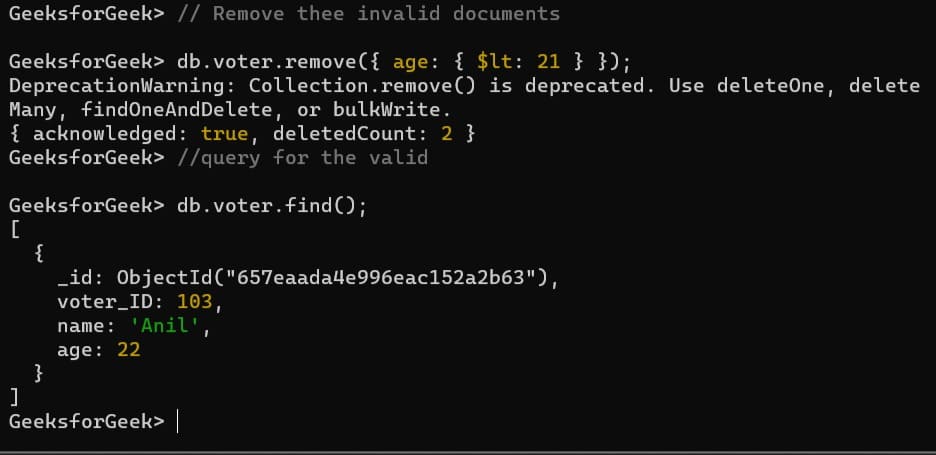 GeeksforGeek> // Remove thee invalid documents
GeeksforGeek> db.voter.remove({ age: { $lt: 21 } });
DeprecationWarning: Collection.remove() is deprecated. Use deleteOne, delete
Many, findOneAndDelete, or bulkWrite.
{ acknowledged: true, deletedCount: 2 }
GeeksforGeek> //query for the valid
GeeksforGeek> db.voter.find();
[
  {
    _id: ObjectId("657eaada4e996eac152a2b63"),
    voter_ID: 103,
    name: 'Anil',
    age: 22
  }
]
GeeksforGeek>